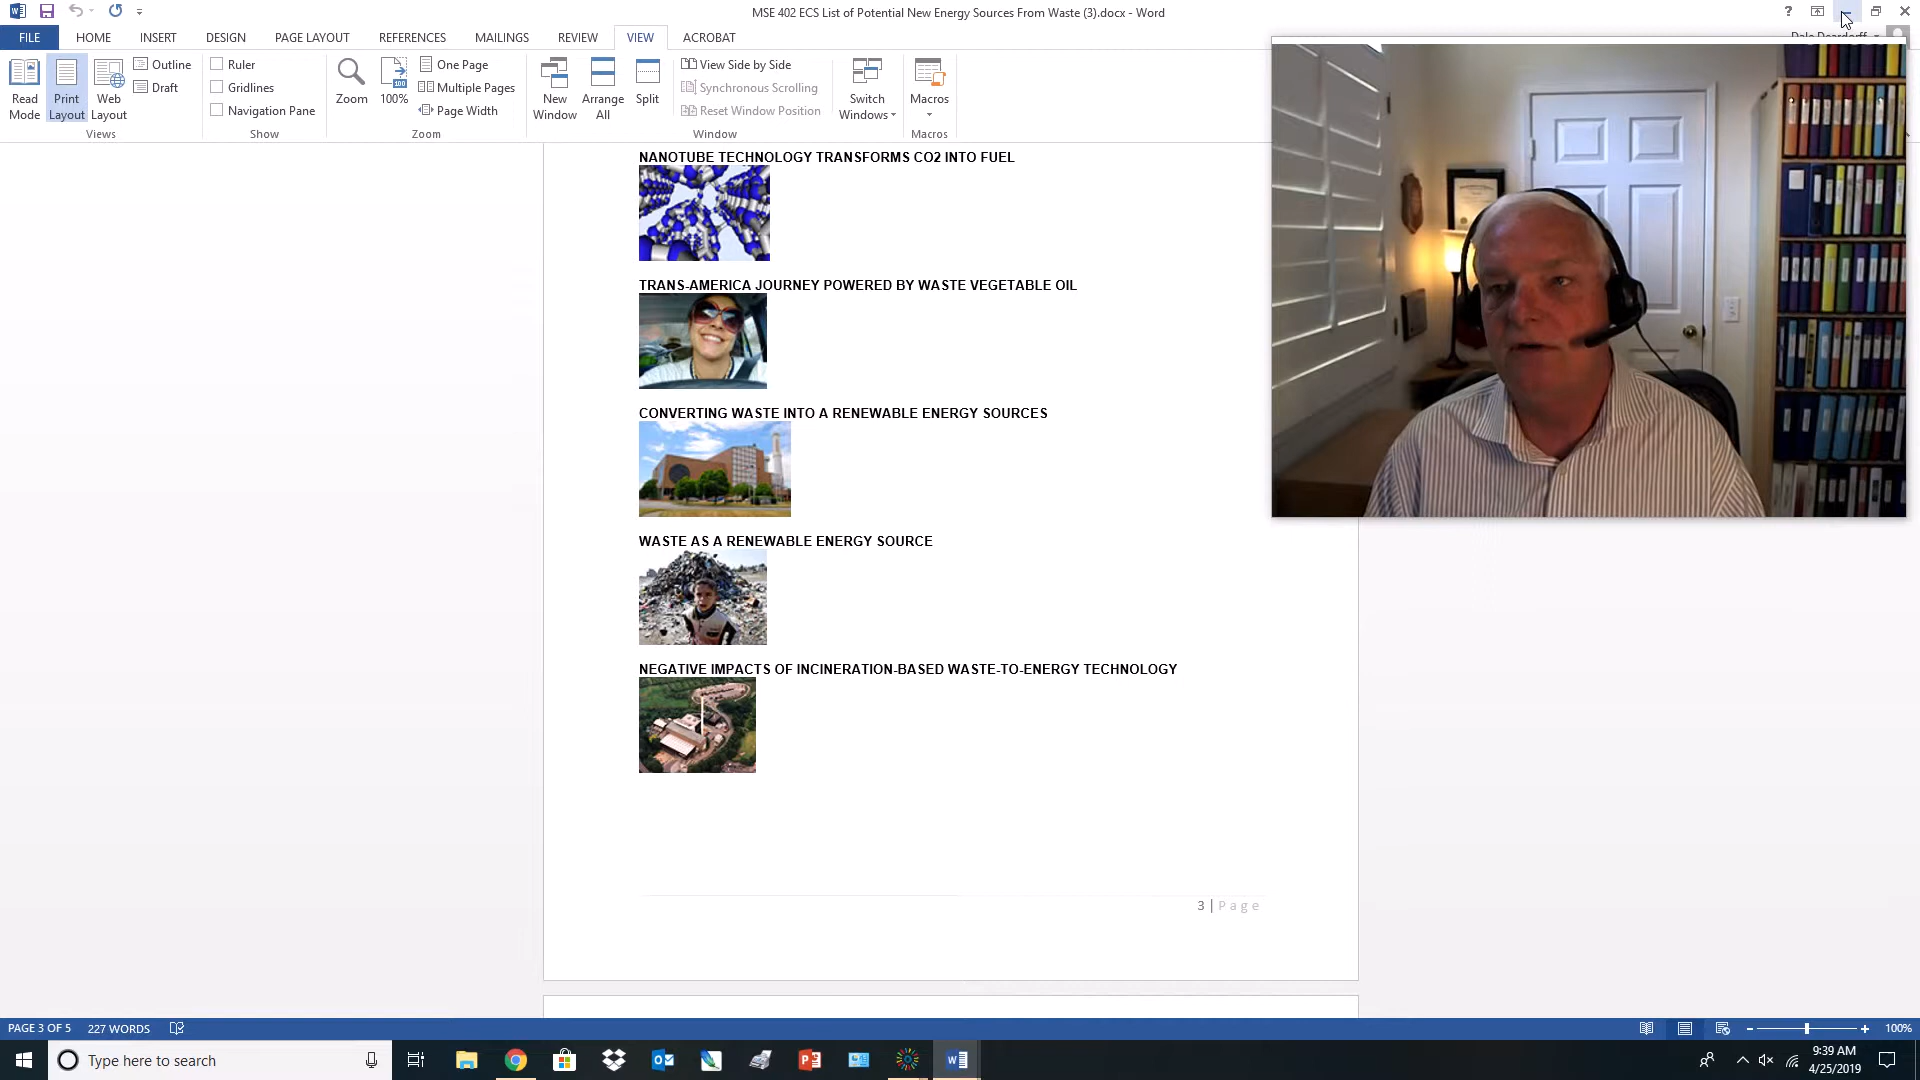 MSE 402 ECS List of Potential New Energy Sources From Waste (3).docx - Word
FILE HOME INSERT DESIGN PAGE LAYOUT REFERENCES MAILINGS REVIEW VIEW ACROBAT
Dale Deardorff
Read Mode
Print Layout
Web Layout
Outline
Draft
Views
Ruler
Gridlines
Navigation Pane
Show
Zoom
100%
One Page
Multiple Pages
Page Width
Zoom
New Window
Arrange All
Split
View Side by Side
Synchronous Scrolling
Reset Window Position
Window
Switch Windows
Macros
Macros
NANOTUBE TECHNOLOGY TRANSFORMS CO2 INTO FUEL
TRANS-AMERICA JOURNEY POWERED BY WASTE VEGETABLE OIL
CONVERTING WASTE INTO A RENEWABLE ENERGY SOURCES
WASTE AS A RENEWABLE ENERGY SOURCE
NEGATIVE IMPACTS OF INCINERATION-BASED WASTE-TO-ENERGY TECHNOLOGY
3 | Page
PAGE 3 OF 5 227 WORDS 100%
Type here to search
9:39 AM
4/25/2019